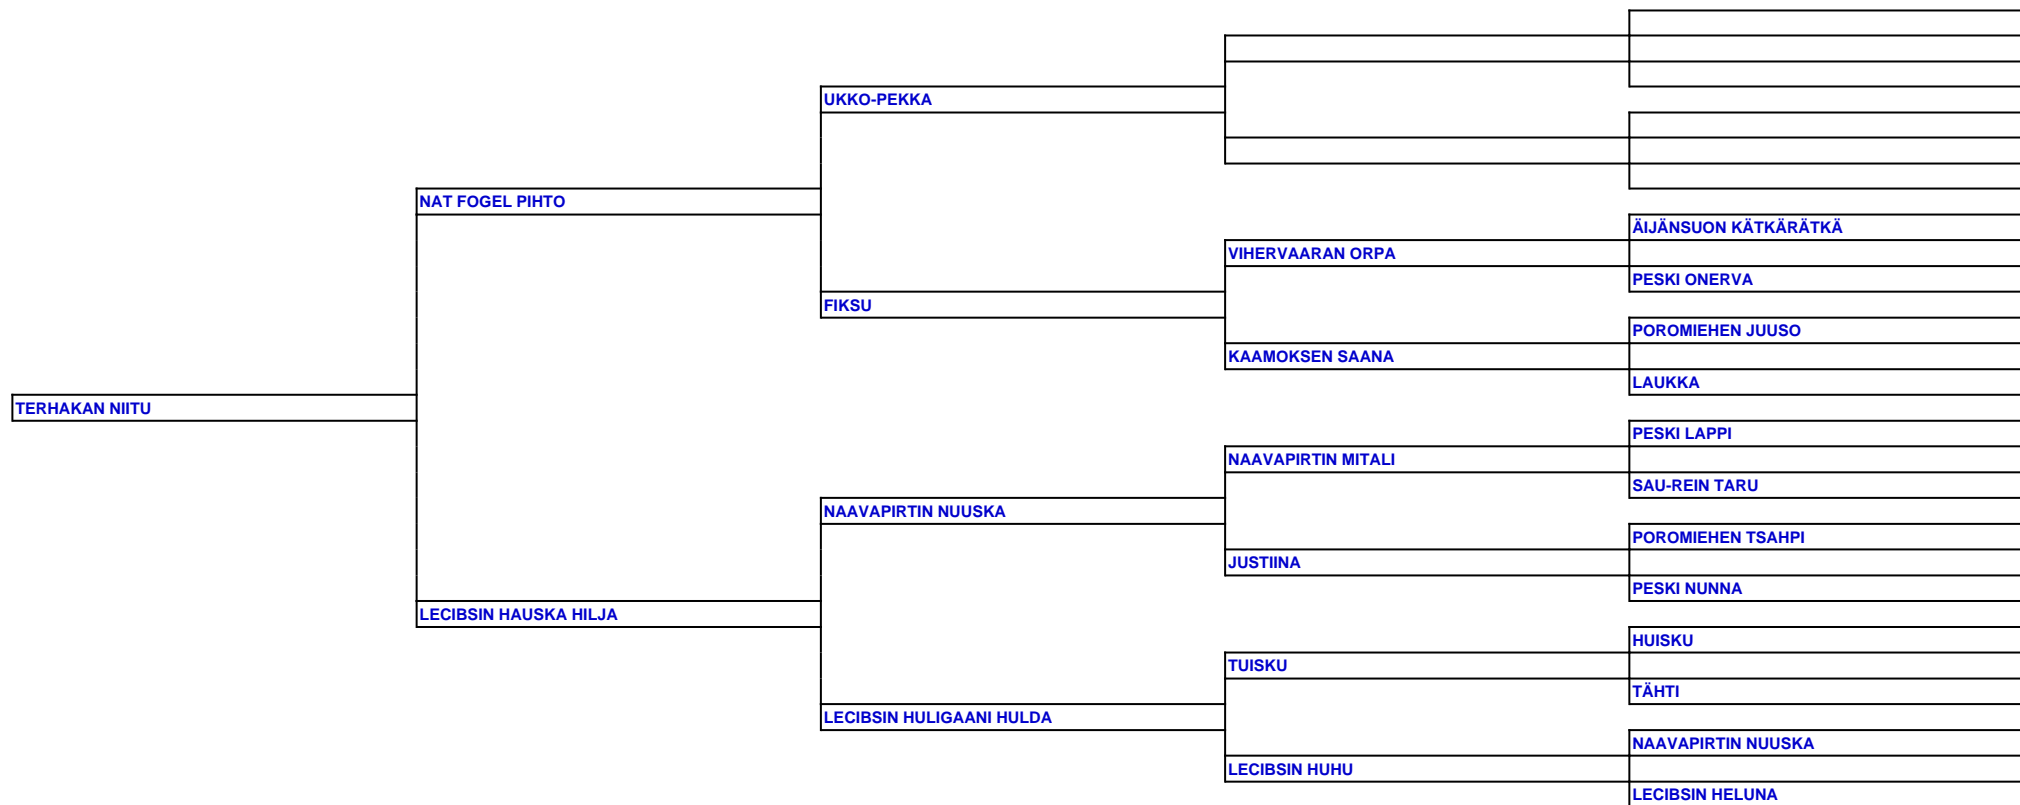 UKKO-PEKKA
NAT FOGEL PIHTO
ÄIJÄNSUON KÄTKÄRÄTKÄ
VIHERVAARAN ORPA
PESKI ONERVA
FIKSU
POROMIEHEN JUUSO
KAAMOKSEN SAANA
LAUKKA
TERHAKAN NIITU
PESKI LAPPI
NAAVAPIRTIN MITALI
SAU-REIN TARU
NAAVAPIRTIN NUUSKA
POROMIEHEN TSAHPI
JUSTIINA
PESKI NUNNA
LECIBSIN HAUSKA HILJA
HUISKU
TUISKU
TÄHTI
LECIBSIN HULIGAANI HULDA
NAAVAPIRTIN NUUSKA
LECIBSIN HUHU
LECIBSIN HELUNA